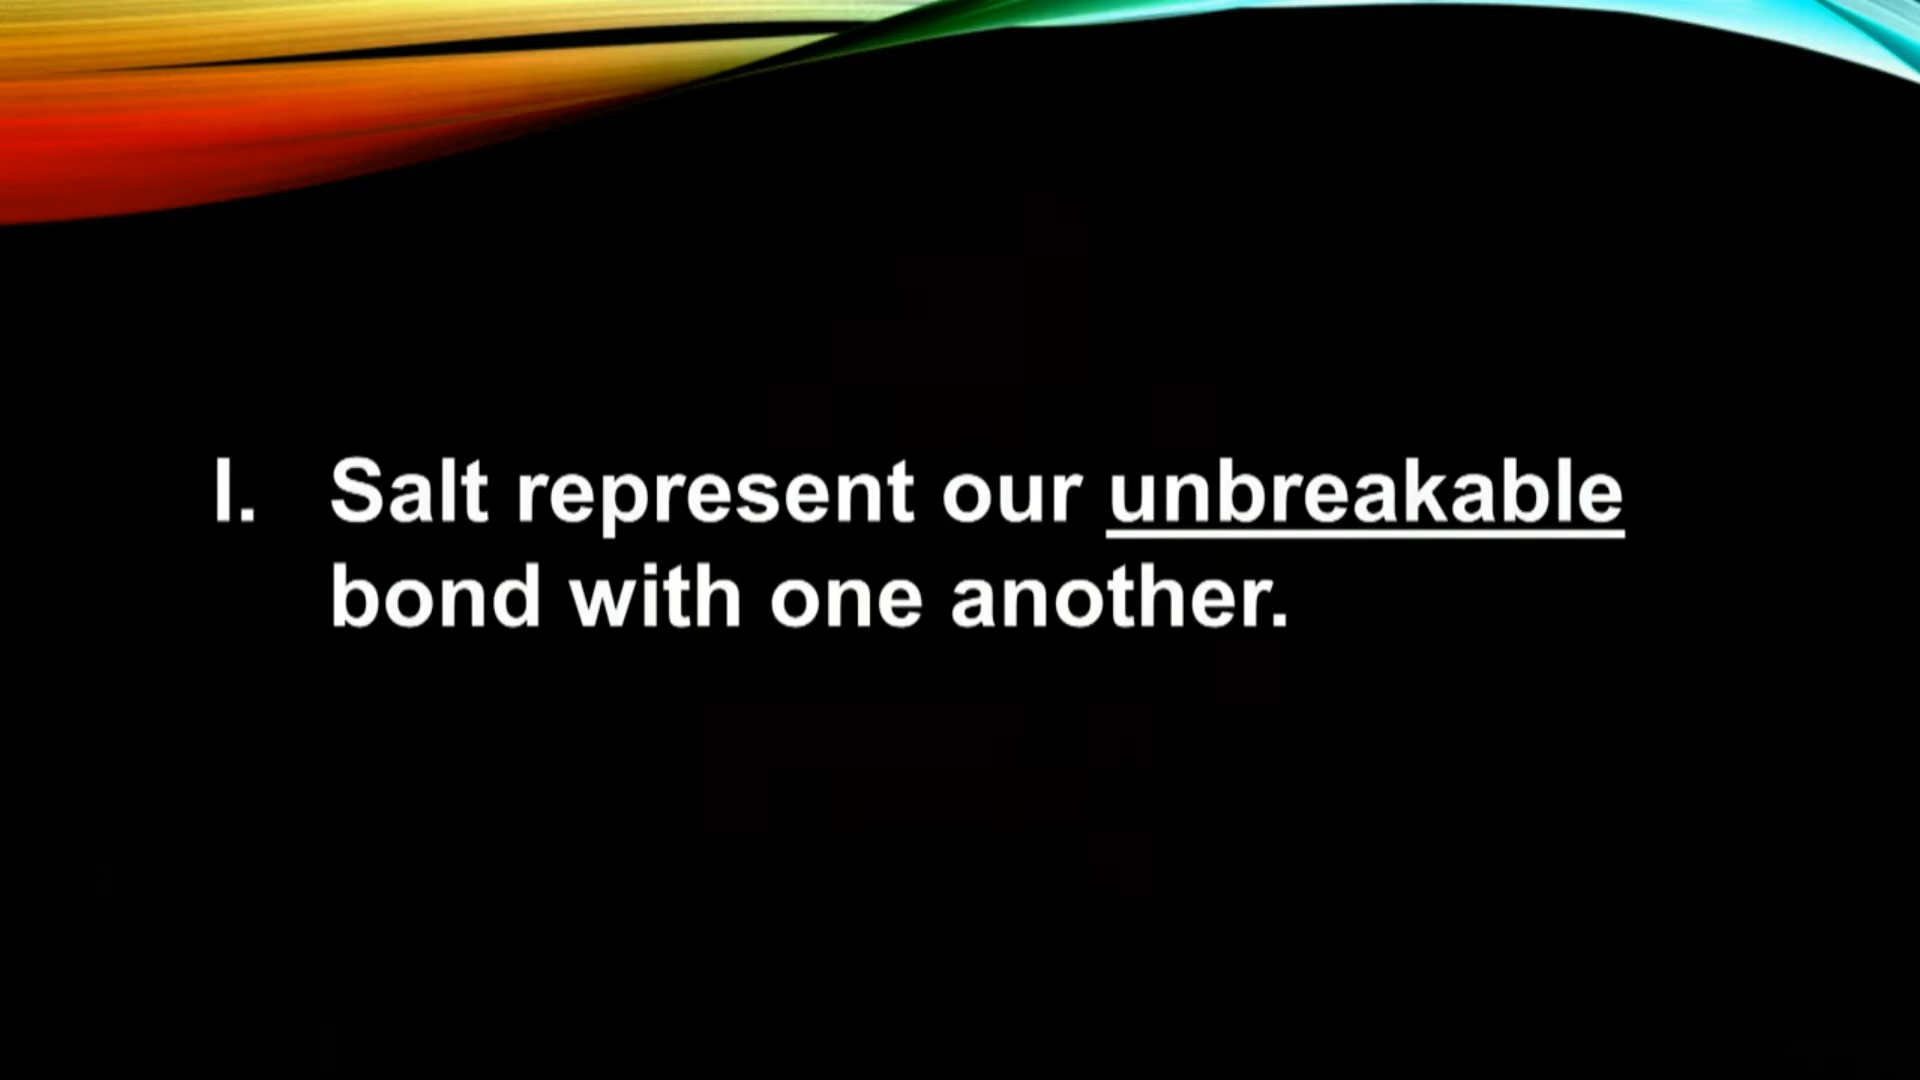 I. Salt represent our unbreakable
bond with one another.